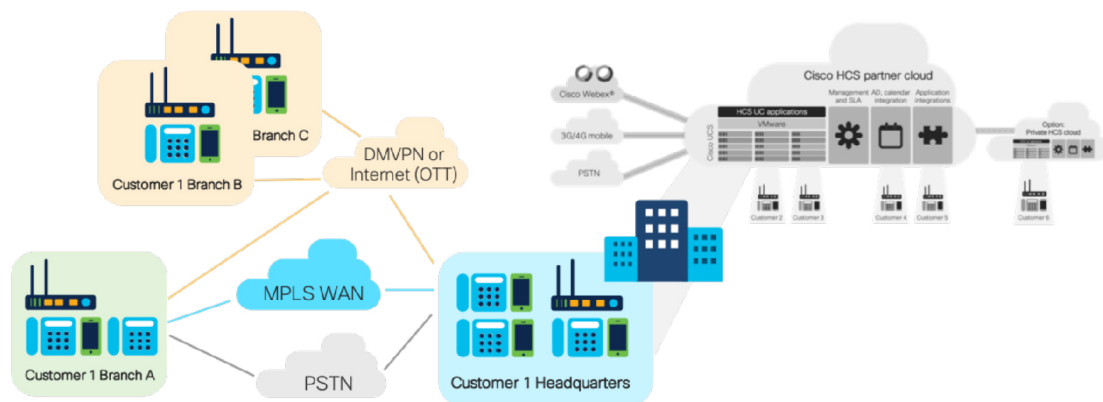 Branch C
Customer 1 Branch B
DMVPN or
Internet (OTT)
MPLS WAN
PSTN
Customer 1 Branch A
Customer 1 Headquarters
Cisco Webex®
3G/4G mobile
PSTN
Cisco HCS partner cloud
Management
and SLA
AD, calendar
integration
Application
integrations
HCS UC applications
VMware
Cisco UCS
Option:
Private HCS cloud
Customer 2
Customer 3
Customer 4
Customer 5
Customer 6